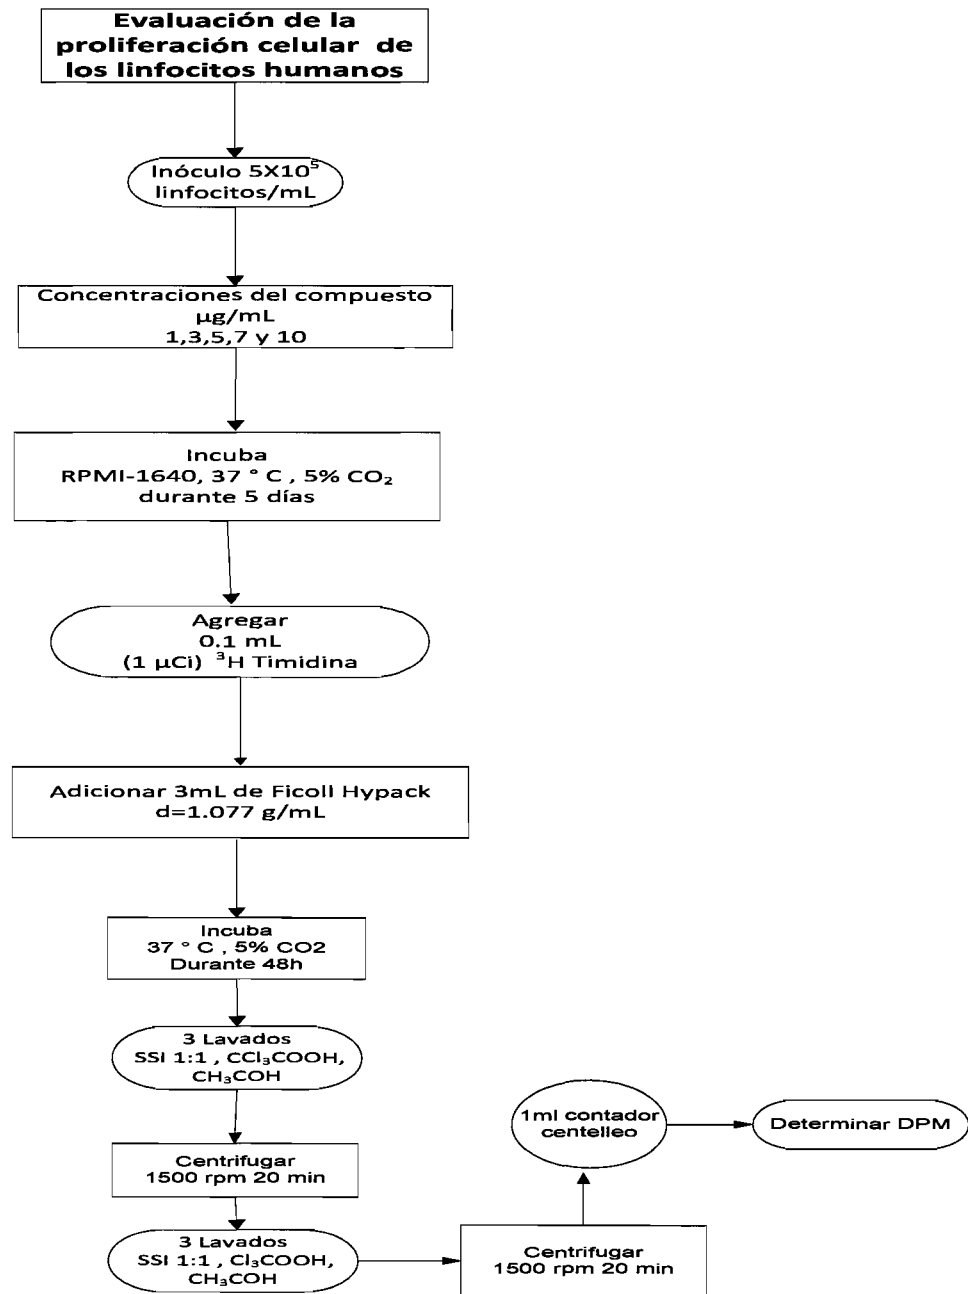 Evaluación de la
proliferación celular de
los linfocitos humanos
Inóculo 5X10⁵
linfocitos/mL
Concentraciones del compuesto
µg/mL
1,3,5,7 y 10
Incuba
RPMI-1640, 37 ° C , 5% CO₂
durante 5 días
Agregar
0.1 mL
(1 µCi) ³H Timidina
Adicionar 3mL de Ficoll Hypack
d=1.077 g/mL
Incuba
37 ° C , 5% CO2
Durante 48h
3 Lavados
SSI 1:1 , CCl₃COOH,
CH₃COH
Centrifugar
1500 rpm 20 min
3 Lavados
SSI 1:1 , Cl₃COOH,
CH₃COH
Centrifugar
1500 rpm 20 min
1ml contador
centelleo
Determinar DPM